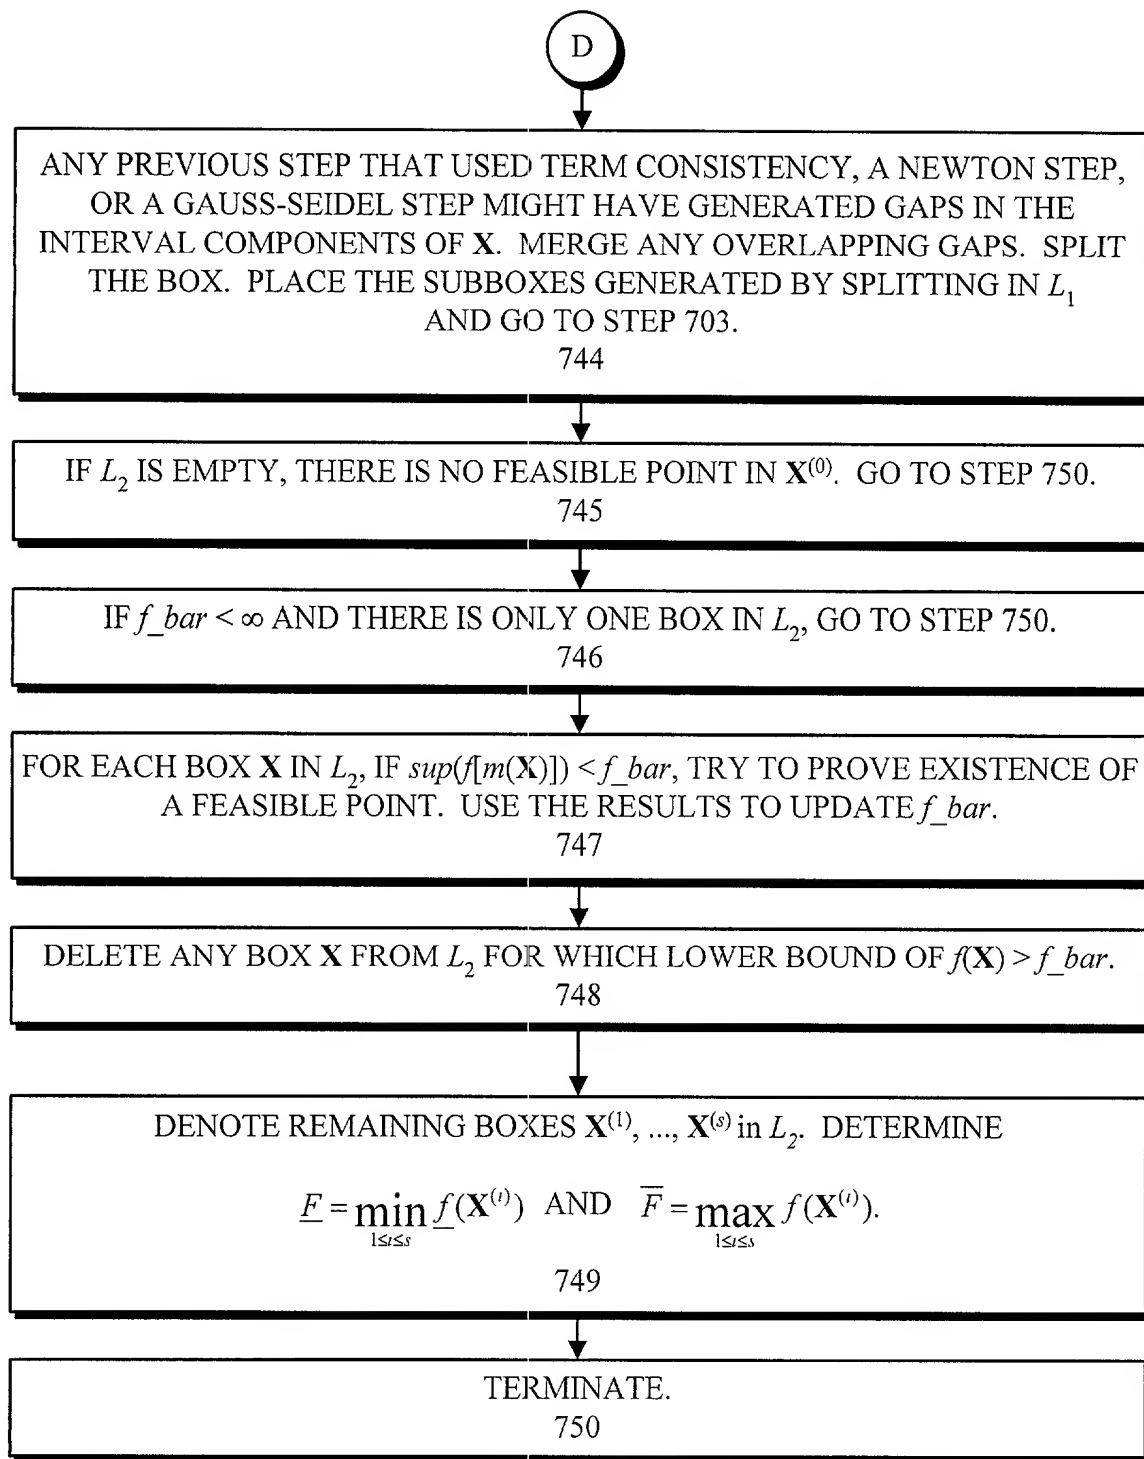 D
ANY PREVIOUS STEP THAT USED TERM CONSISTENCY, A NEWTON STEP,
OR A GAUSS-SEIDEL STEP MIGHT HAVE GENERATED GAPS IN THE
INTERVAL COMPONENTS OF X. MERGE ANY OVERLAPPING GAPS. SPLIT
THE BOX. PLACE THE SUBBOXES GENERATED BY SPLITTING IN L₁
AND GO TO STEP 703.
744
IF L₂ IS EMPTY, THERE IS NO FEASIBLE POINT IN X⁽⁰⁾. GO TO STEP 750.
745
IF f_bar < ∞ AND THERE IS ONLY ONE BOX IN L₂, GO TO STEP 750.
746
FOR EACH BOX X IN L₂, IF sup(f[m(X)]) < f_bar, TRY TO PROVE EXISTENCE OF
A FEASIBLE POINT. USE THE RESULTS TO UPDATE f_bar.
747
DELETE ANY BOX X FROM L₂ FOR WHICH LOWER BOUND OF f(X) > f_bar.
748
DENOTE REMAINING BOXES X⁽¹⁾, ..., X⁽ˢ⁾ in L₂. DETERMINE
F̲ = min f̲(X⁽ⁱ⁾) AND F̅ = max f(X⁽ⁱ⁾).
1≤i≤s 1≤i≤s
749
TERMINATE.
750